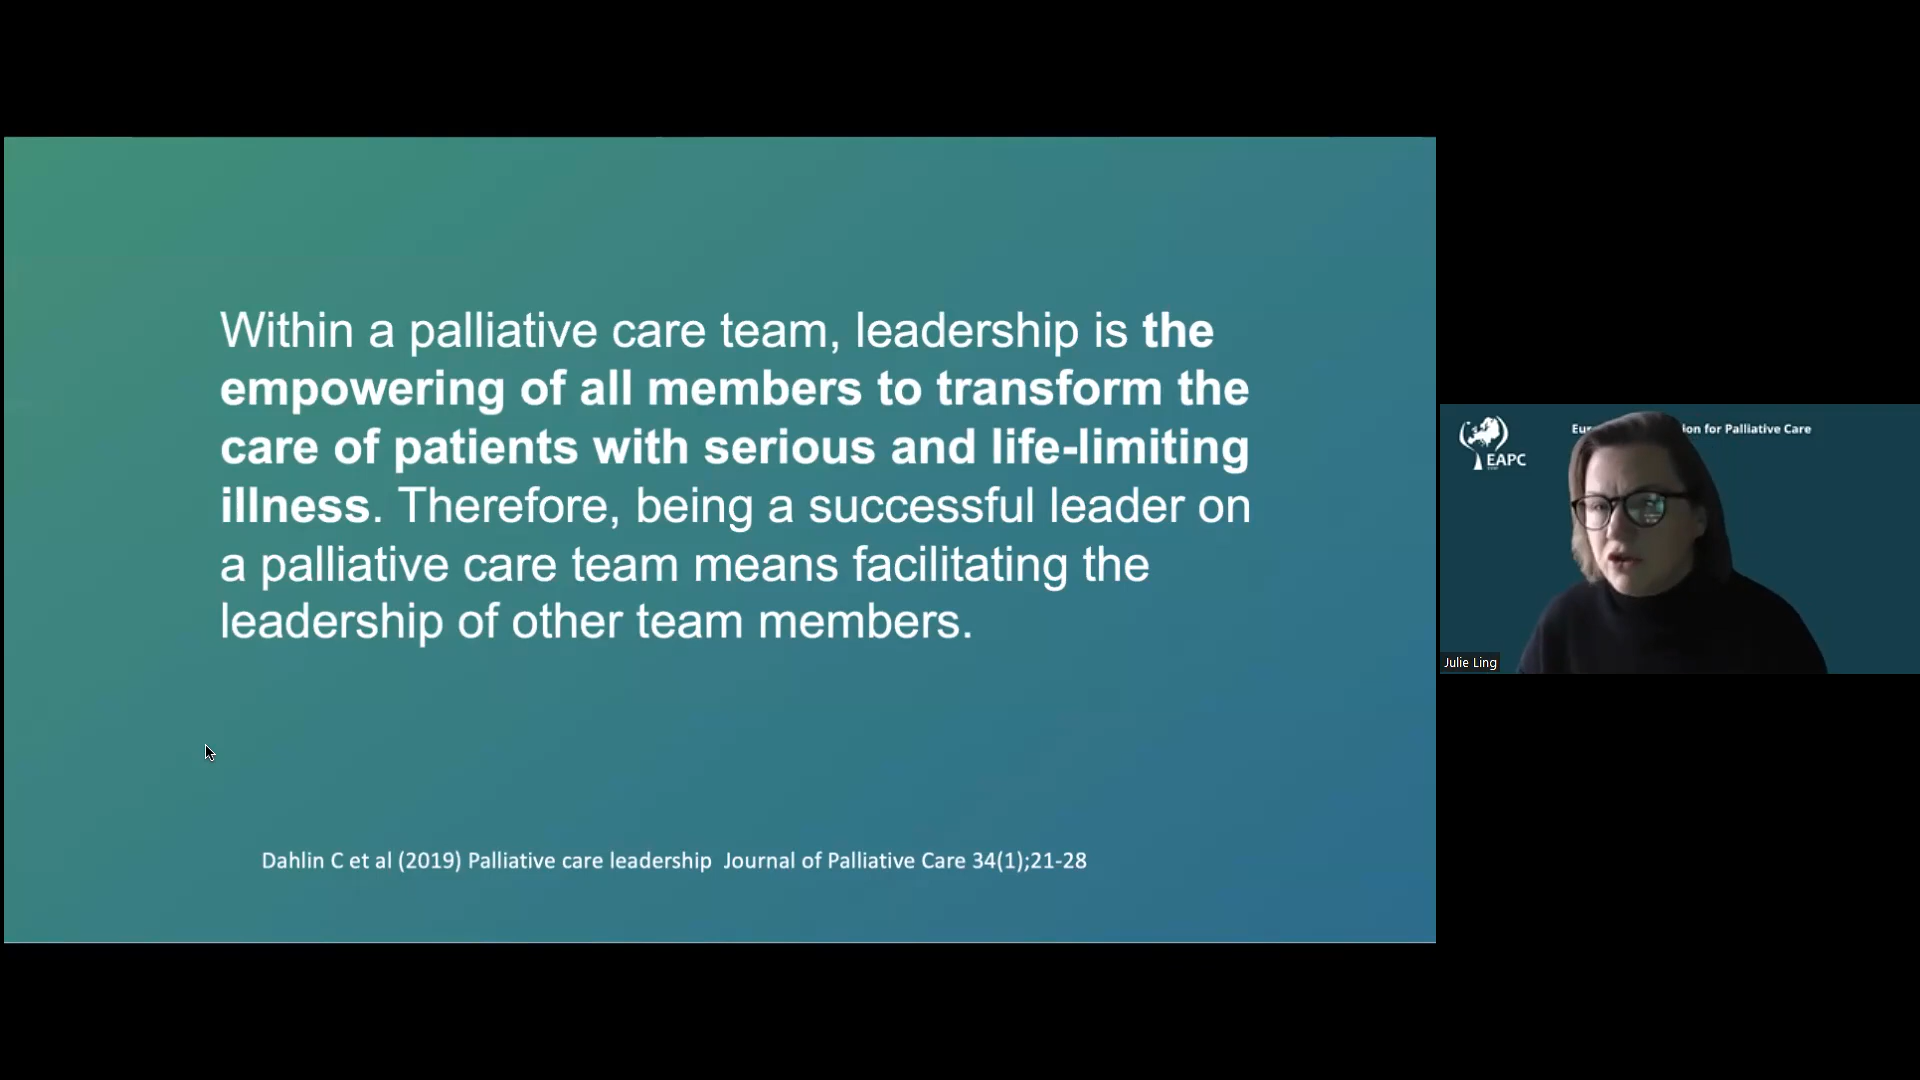 Within a palliative care team, leadership is the
empowering of all members to transform the
care of patients with serious and life-limiting
illness. Therefore, being a successful leader on
a palliative care team means facilitating the
leadership of other team members.
Dahlin C et al (2019) Palliative care leadership  Journal of Palliative Care 34(1);21-28
EAPC
for Palliative Care
Julie Ling